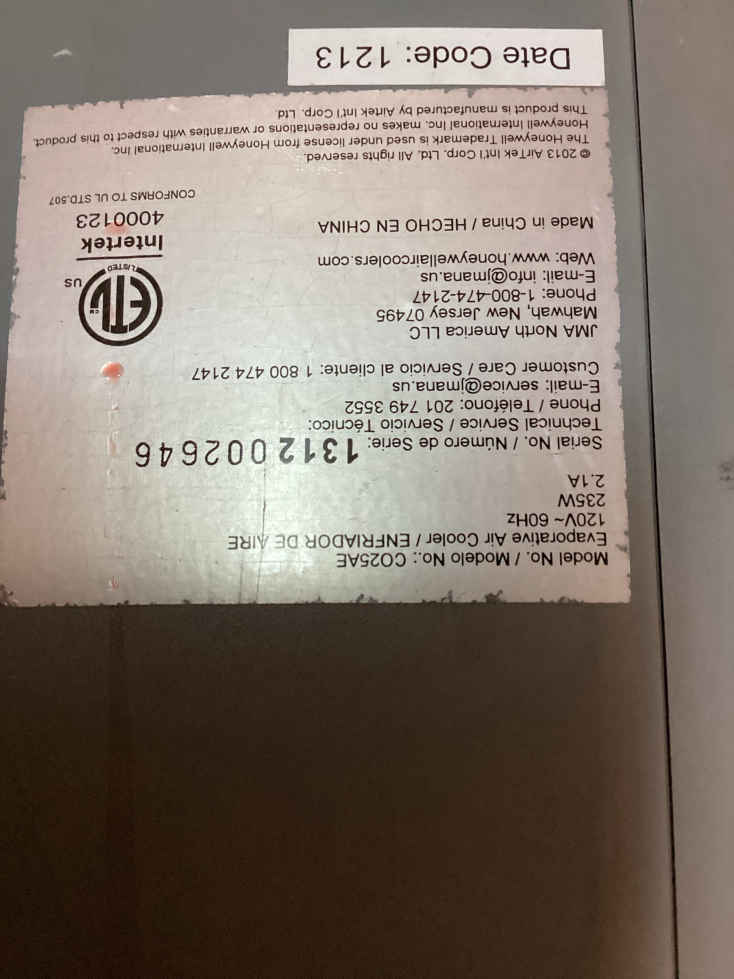 Model No. / Modelo No.: CO25AE
Evaporative Air Cooler / ENFRIADOR DE AIRE
120V~ 60Hz
235W
2.1A
Serial No. / Número de Serie: 1312002646
Technical Service / Servicio Técnico:
Phone / Teléfono: 201 749 3552
E-mail: service@jmana.us
Customer Care / Servicio al cliente: 1 800 474 2147
JMA North America LLC
Mahwah, New Jersey 07495
Phone: 1-800-474-2147
E-mail: info@jmana.us
Web: www.honeywellaircoolers.com
Made in China / HECHO EN CHINA
ETL
CM
LISTED
US
Intertek
4000123
CONFORMS TO UL STD.507
© 2013 AirTek Int'l Corp. Ltd. All rights reserved.
The Honeywell Trademark is used under license from Honeywell International Inc.
Honeywell International Inc. makes no representations or warranties with respect to this product.
This product is manufactured by Airtek Int'l Corp. Ltd.
Date Code: 1213